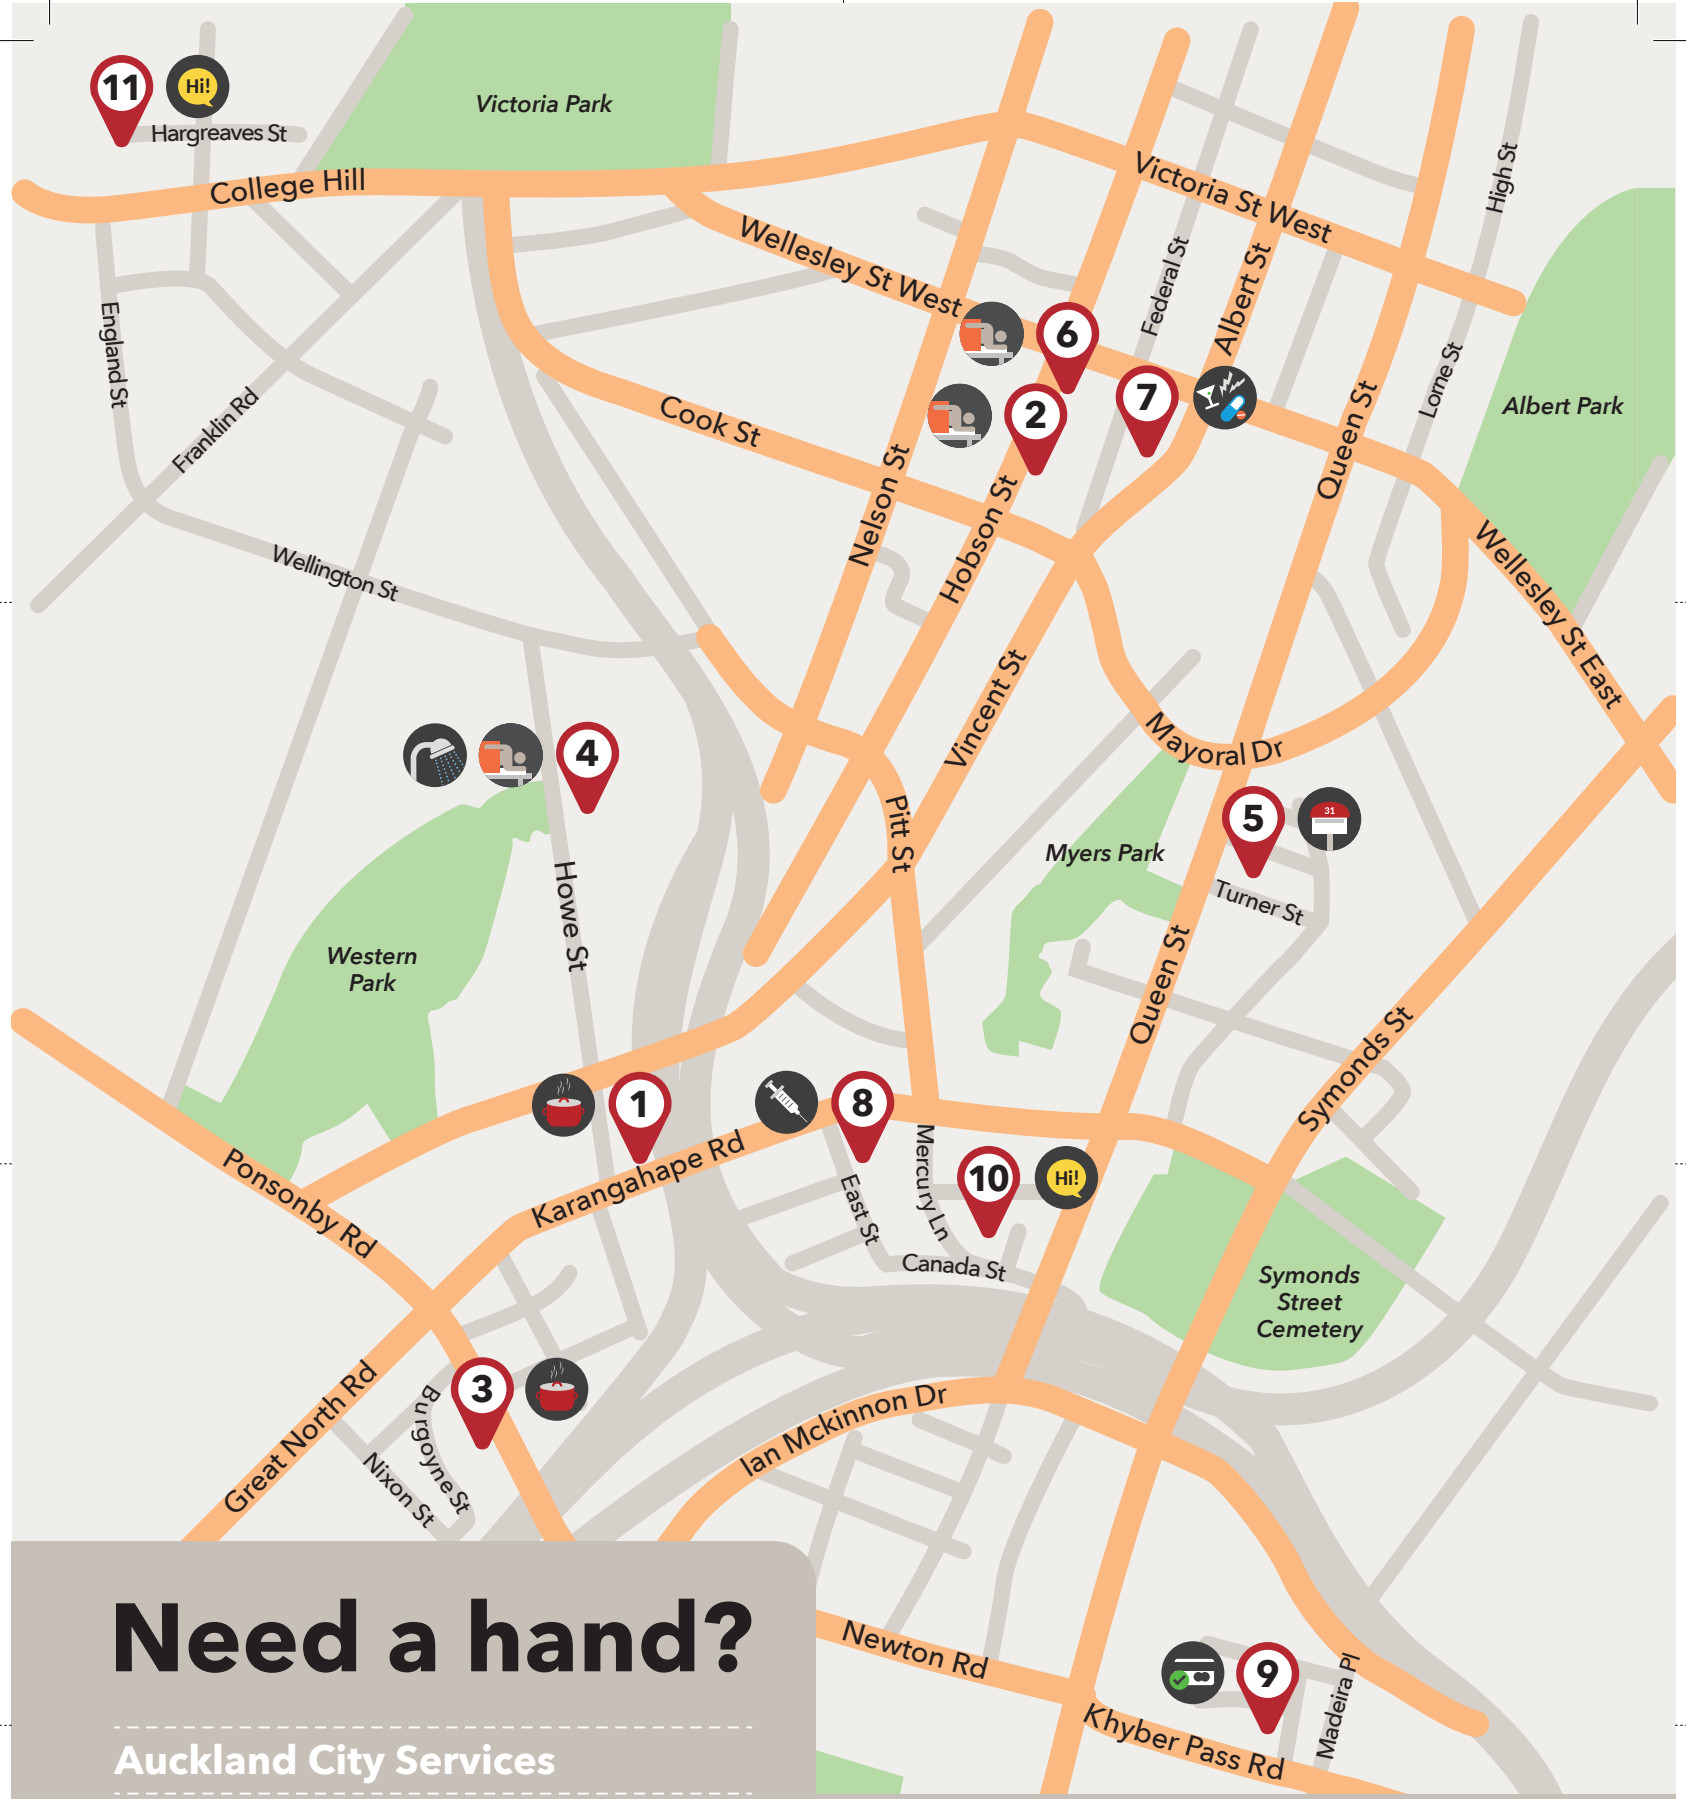 11
Hi!
Hargreaves St
Victoria Park
College Hill
Victoria St West
High St
Wellesley St West
Federal St
Albert St
England St
Franklin Rd
6
2
7
Cook St
Queen St
Lorne St
Albert Park
Nelson St
Hobson St
Wellington St
Wellesley St East
Vincent St
Mayoral Dr
4
5
31
Pitt St
Myers Park
Turner St
Howe St
Western
Park
Queen St
Symonds St
1
8
Ponsonby Rd
Karangahape Rd
Mercury Ln
East St
10
Hi!
Canada St
Symonds
Street
Cemetery
3
Great North Rd
Burgoyne St
Nixon St
Ian Mckinnon Dr
Need a hand?
Newton Rd
9
Madeira Pl
Khyber Pass Rd
Auckland City Services